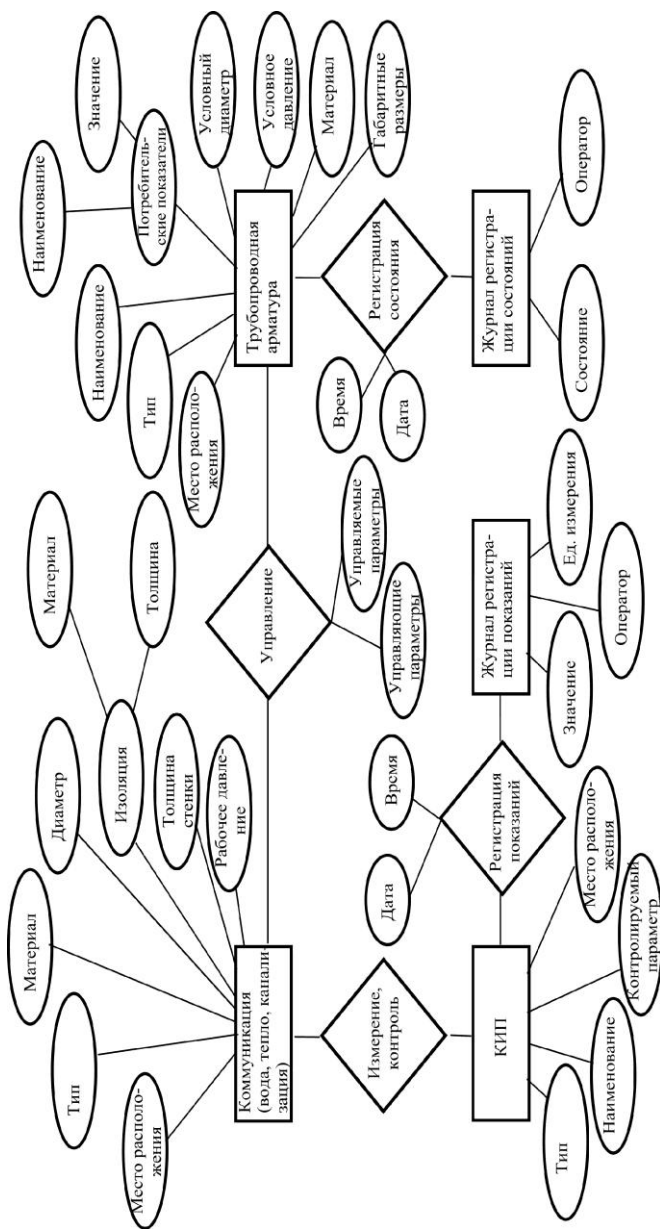 Место располо-
жения
Тип
Материал
Диаметр
Изоляция
Материал
Толщина
Толщина
стенки
Рабочее давле-
ние
Коммуникация
(вода, тепло, канали-
зация)
Управление
Управляющие
параметры
Управляемые
параметры
Место располо-
жения
Тип
Наименование
Потребитель-
ские показатели
Наименование
Значение
Условный
диаметр
Условное
давление
Материал
Габаритные
размеры
Трубопроводная
арматура
Измерение,
контроль
Дата
Время
Регистрация
показаний
Время
Дата
Регистрация
состояния
КИП
Тип
Наименование
Контролируемый
параметр
Место располо-
жения
Журнал регистра-
ции показаний
Значение
Оператор
Ед. измерения
Журнал регистра-
ции состояний
Состояние
Оператор